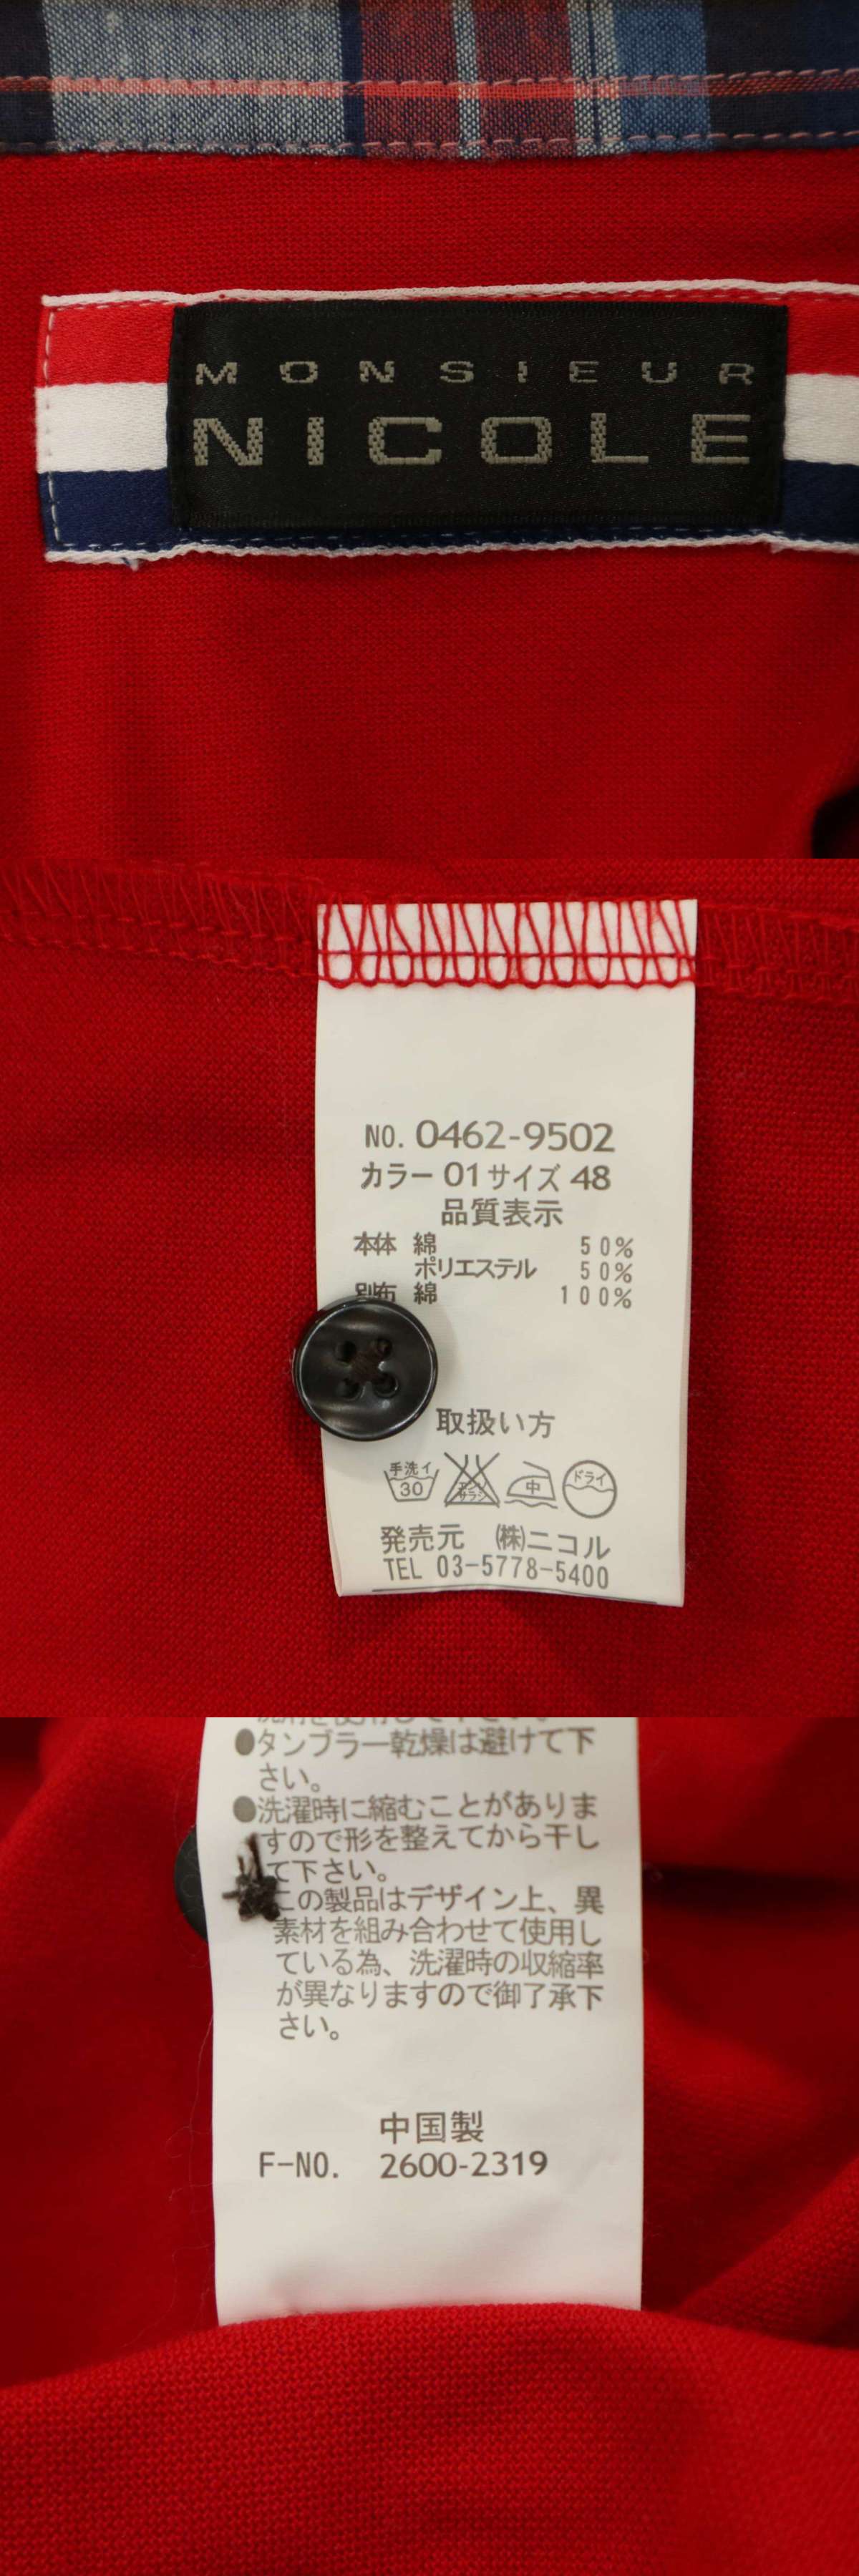 MONSIEUR
NICOLE
NO. 0462-9502
カラー 01 サイズ 48
品質表示
本体 綿 50%
ポリエステル 50%
別布 綿 100%
取扱い方
手洗イ 30 エンソサラシ 中 ドライ
発売元 ㈱ニコル
TEL 03-5778-5400
●タンブラー乾燥は避けて下
さい。
●洗濯時に縮むことがありま
すので形を整えてから干し
て下さい。
この製品はデザイン上、異
素材を組み合わせて使用し
ている為、洗濯時の収縮率
が異なりますので御了承下
さい。
中国製
F-NO. 2600-2319